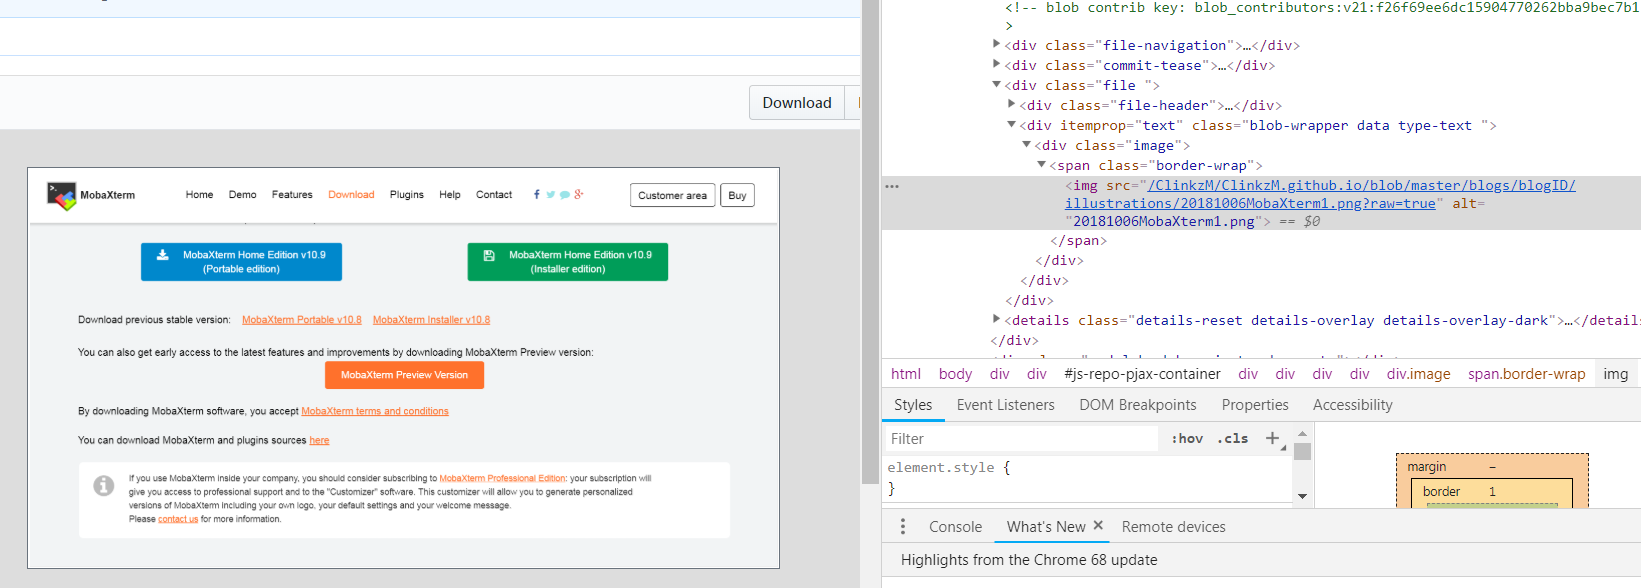 Download
MobaXterm
Home Demo Features Download Plugins Help Contact
Customer area Buy
MobaXterm Home Edition v10.9
(Portable edition)
MobaXterm Home Edition v10.9
(Installer edition)
Download previous stable version: MobaXterm Portable v10.8 MobaXterm Installer v10.8
You can also get early access to the latest features and improvements by downloading MobaXterm Preview version:
MobaXterm Preview Version
By downloading MobaXterm software, you accept MobaXterm terms and conditions
You can download MobaXterm and plugins sources here
If you use MobaXterm inside your company, you should consider subscribing to MobaXterm Professional Edition: your subscription will
give you access to professional support and to the "Customizer" software. This customizer will allow you to generate personalized
versions of MobaXterm including your own logo, your default settings and your welcome message.
Please contact us for more information.
<!-- blob contrib key: blob_contributors:v21:f26f69ee6dc15904770262bba9bec7b1
>
<div class="file-navigation">…</div>
<div class="commit-tease">…</div>
<div class="file ">
<div class="file-header">…</div>
<div itemprop="text" class="blob-wrapper data type-text ">
<div class="image">
<span class="border-wrap">
<img src="/ClinkzM/ClinkzM.github.io/blob/master/blogs/blogID/
illustrations/20181006MobaXterm1.png?raw=true" alt=
"20181006MobaXterm1.png"> == $0
</span>
</div>
</div>
</div>
<details class="details-reset details-overlay details-overlay-dark">…</details
</div>
html body div div #js-repo-pjax-container div div div div div.image span.border-wrap img
Styles Event Listeners DOM Breakpoints Properties Accessibility
Filter :hov .cls +
element.style {
}
margin –
border 1
Console What's New × Remote devices
Highlights from the Chrome 68 update